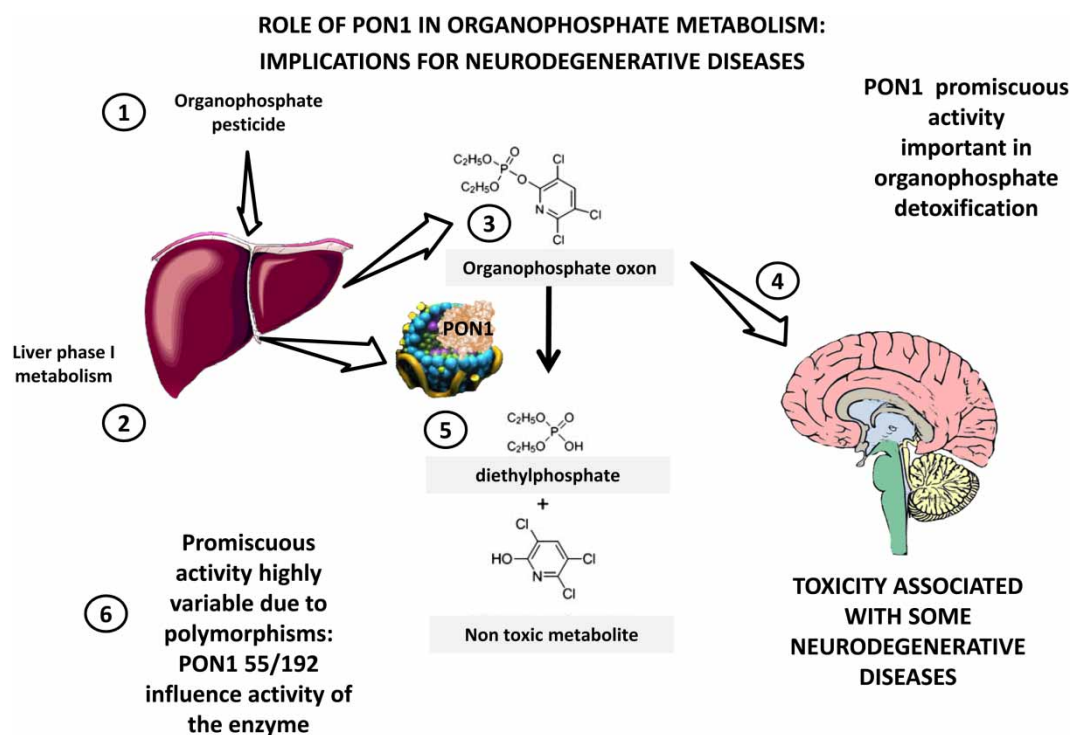 ROLE OF PON1 IN ORGANOPHOSPHATE METABOLISM:
IMPLICATIONS FOR NEURODEGENERATIVE DISEASES
1
Organophosphate
pesticide
PON1 promiscuous
activity
important in
organophosphate
detoxification
C₂H₅O
O
P
C₂H₅O
O
Cl
N
Cl
Cl
3
Organophosphate oxon
4
PON1
Liver phase I
metabolism
2
5
C₂H₅O
O
P
C₂H₅O
OH
diethylphosphate
+
Cl
HO
Cl
N
Cl
Non toxic metabolite
6
Promiscuous
activity highly
variable due to
polymorphisms:
PON1 55/192
influence activity of
the enzyme
TOXICITY ASSOCIATED
WITH SOME
NEURODEGENERATIVE
DISEASES